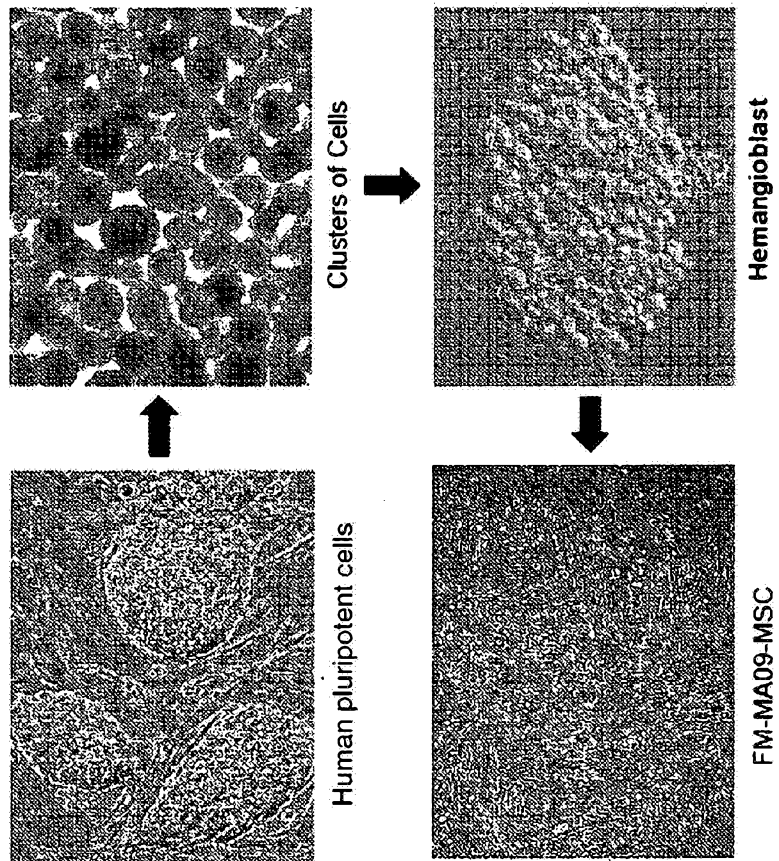 Human pluripotent cells
Clusters of Cells
Hemangioblast
FM-MA09-MSC